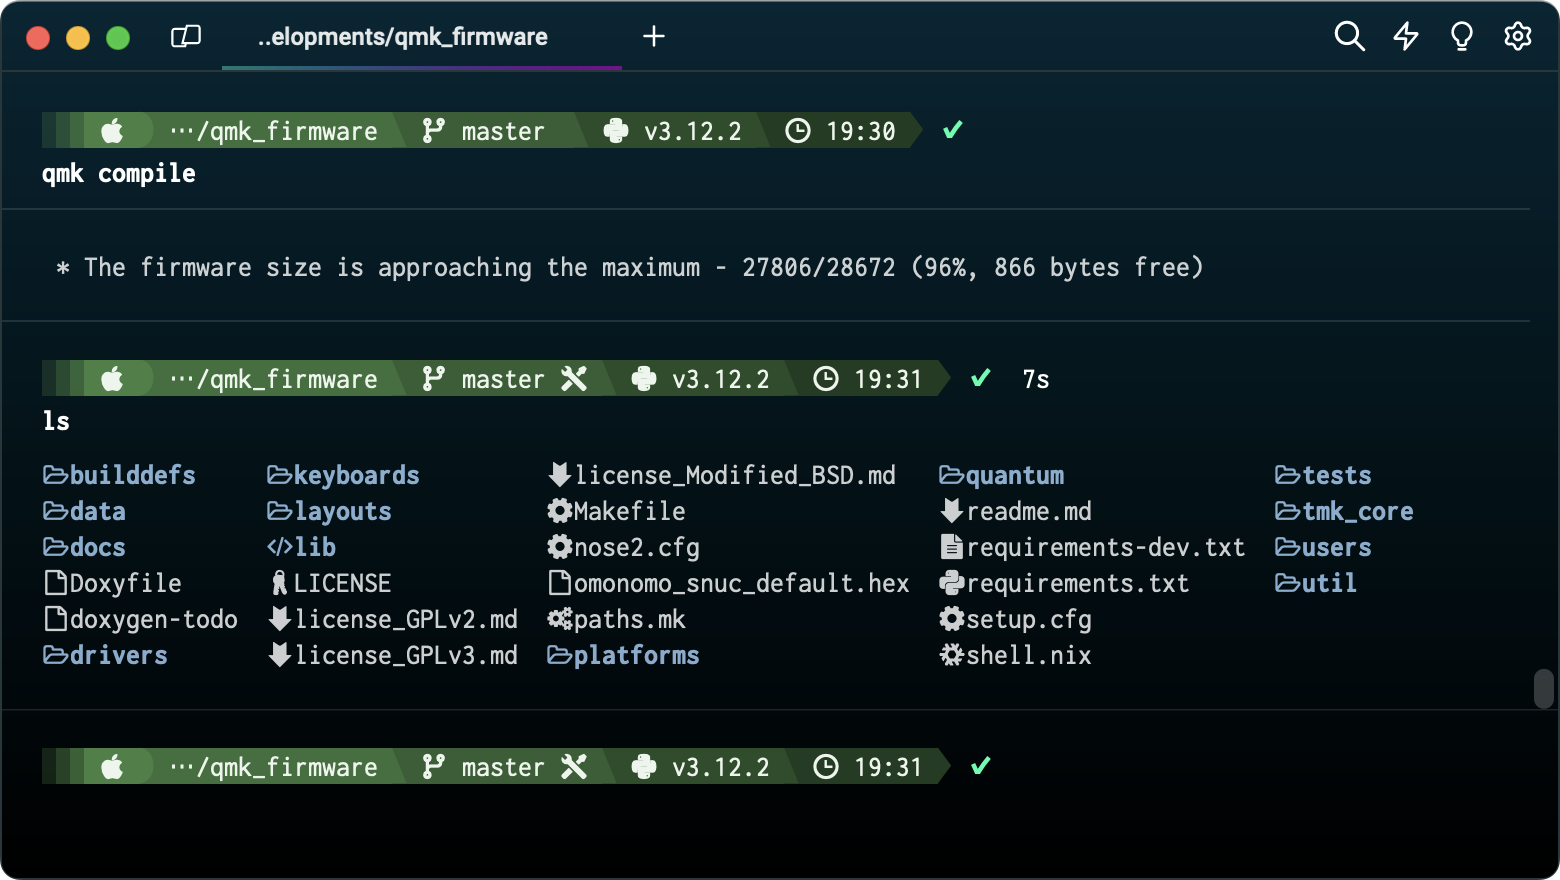 ..elopments/qmk_firmware
···/qmk_firmware master v3.12.2 19:30 ✓
qmk compile
* The firmware size is approaching the maximum - 27806/28672 (96%, 866 bytes free)
···/qmk_firmware master v3.12.2 19:31 ✓ 7s
ls
builddefs keyboards license_Modified_BSD.md quantum tests
data layouts Makefile readme.md tmk_core
docs lib nose2.cfg requirements-dev.txt users
Doxyfile LICENSE omonomo_snuc_default.hex requirements.txt util
doxygen-todo license_GPLv2.md paths.mk setup.cfg
drivers license_GPLv3.md platforms shell.nix
···/qmk_firmware master v3.12.2 19:31 ✓